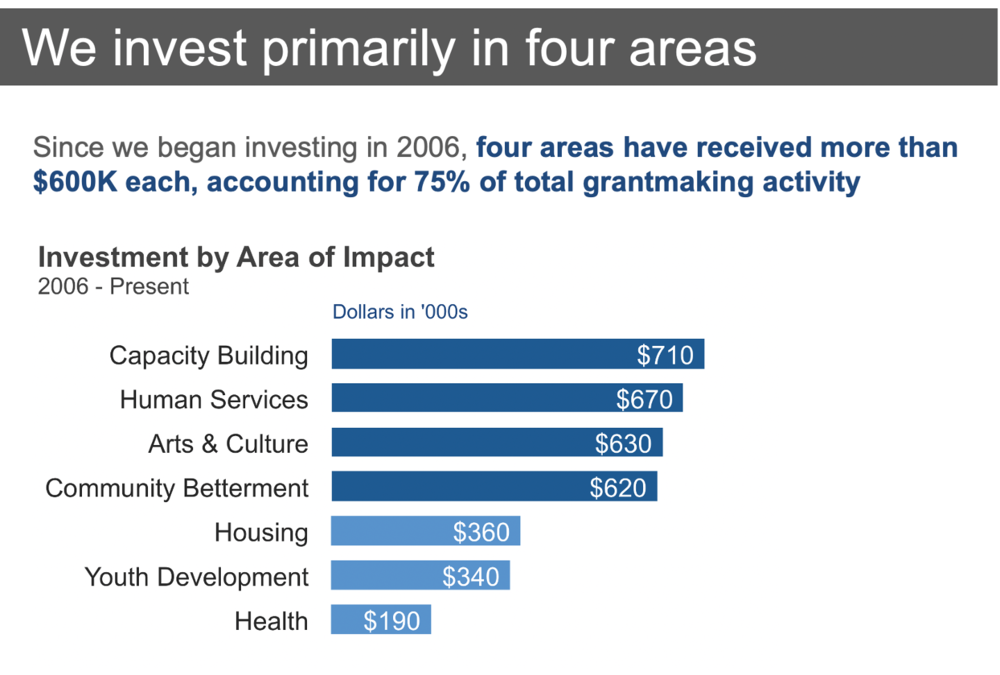 We invest primarily in four areas
Since we began investing in 2006, four areas have received more than
$600K each, accounting for 75% of total grantmaking activity
Investment by Area of Impact
2006 - Present
Dollars in '000s
Capacity Building $710
Human Services $670
Arts & Culture $630
Community Betterment $620
Housing $360
Youth Development $340
Health $190